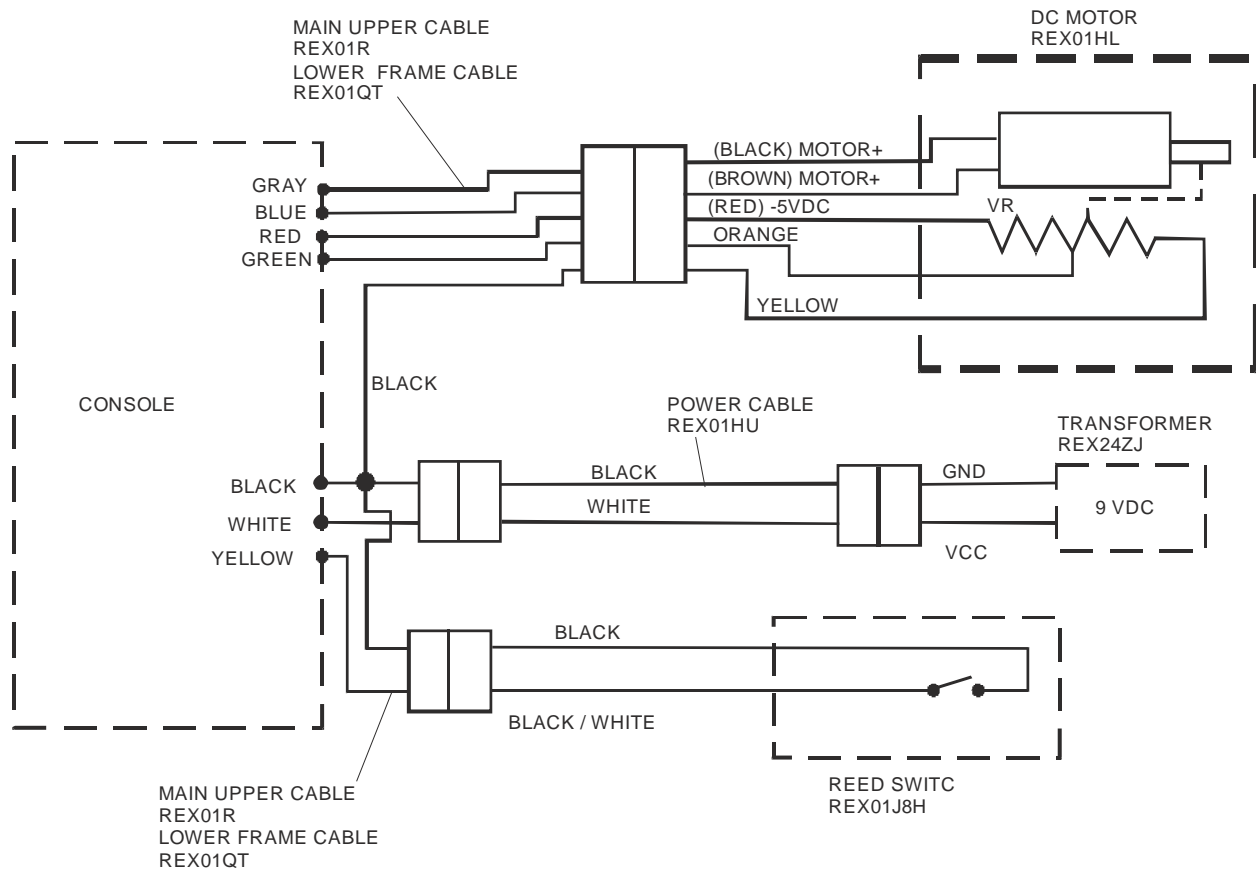 MAIN UPPER CABLE
REX01R
LOWER FRAME CABLE
REX01QT
DC MOTOR
REX01HL
GRAY
BLUE
RED
GREEN
(BLACK) MOTOR+
(BROWN) MOTOR+
(RED) -5VDC
ORANGE
YELLOW
VR
CONSOLE
BLACK
POWER CABLE
REX01HU
TRANSFORMER
REX24ZJ
BLACK
WHITE
YELLOW
BLACK
WHITE
GND
VCC
9 VDC
BLACK
BLACK / WHITE
REED SWITC
REX01J8H
MAIN UPPER CABLE
REX01R
LOWER FRAME CABLE
REX01QT